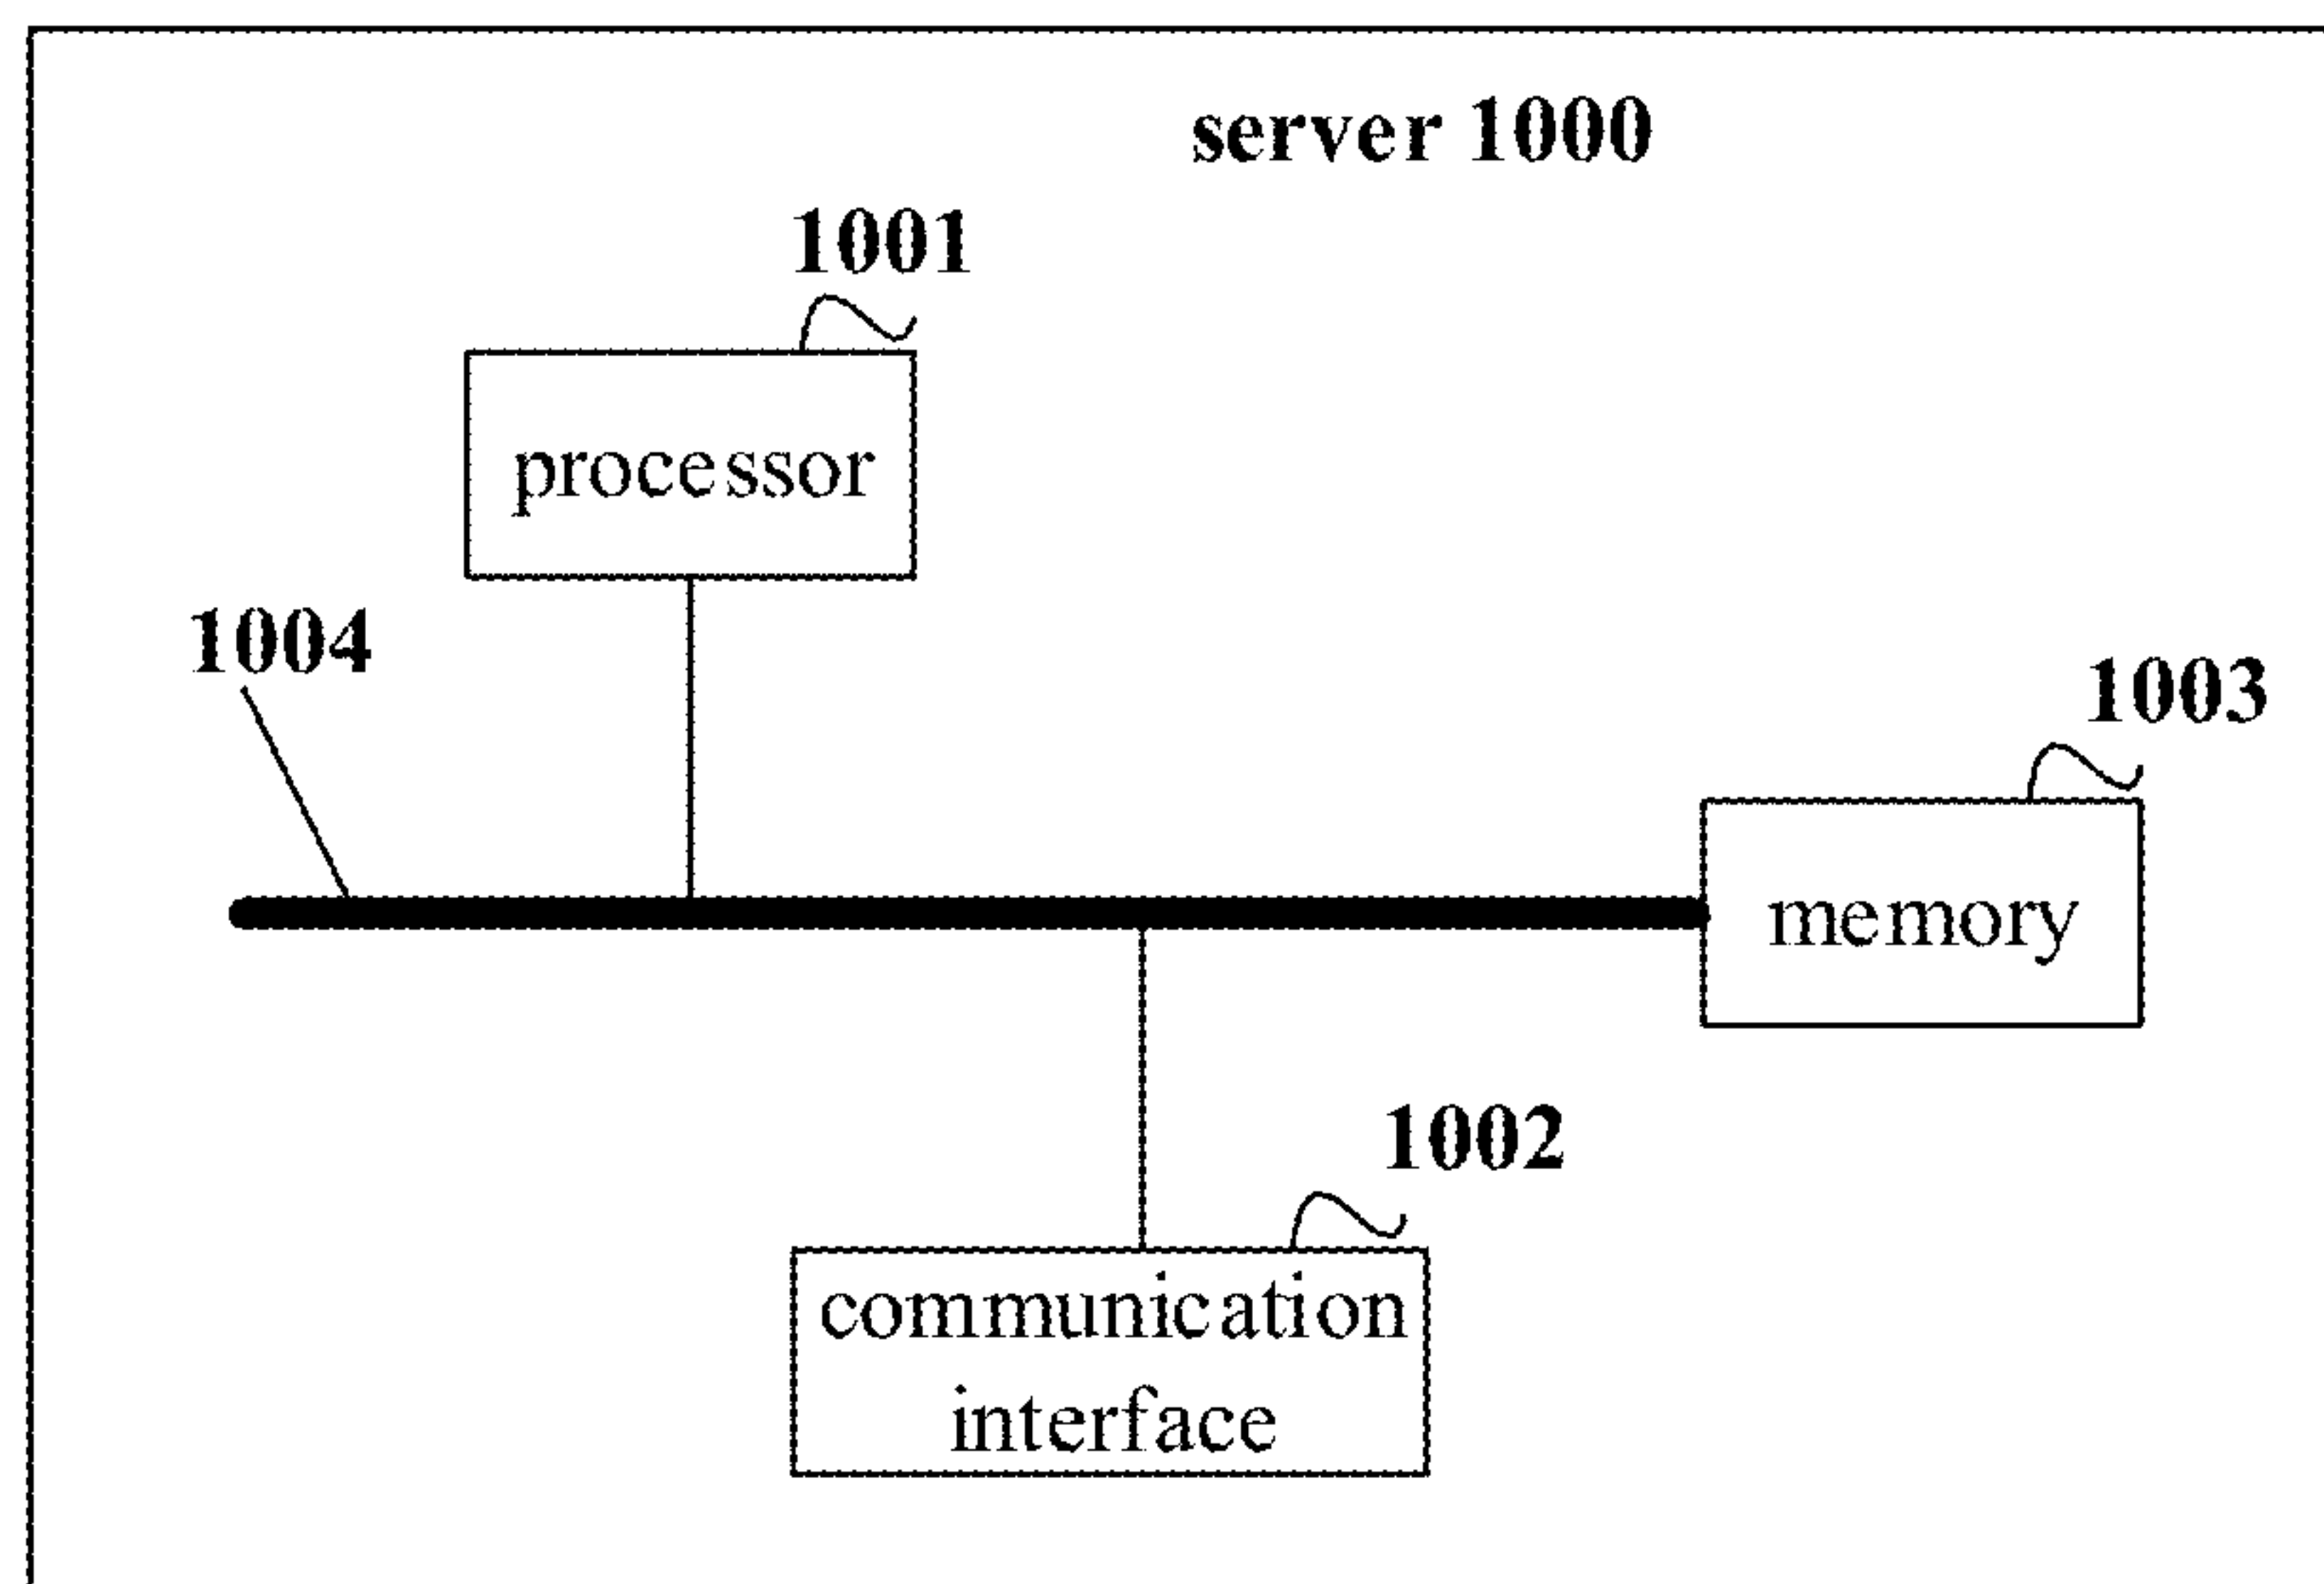 server 1000
1001
processor
1004
1003
memory
1002
communication
interface